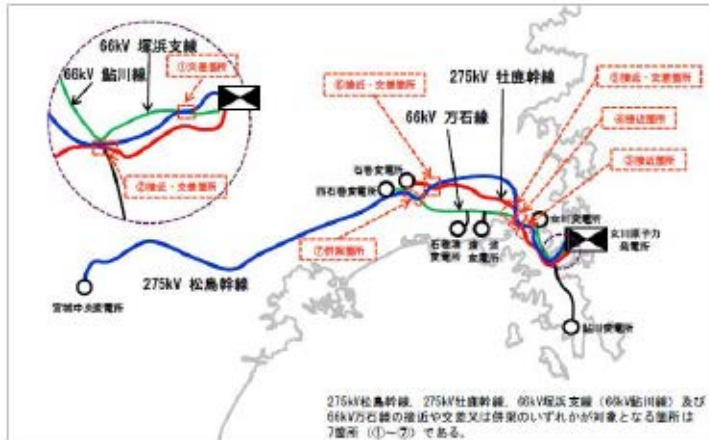 66kV 塚浜支線
66kV 鮎川線
①交差箇所
②接近・交差箇所
⑥接近・交差箇所
275kV 牡鹿幹線
66kV 万石線
⑤接近・交差箇所
④接近箇所
③接近箇所
石巻変電所
西石巻変電所
女川変電所
女川原子力
発電所
⑦併架箇所
石巻港
変電所
渡波
変電所
275kV 松島幹線
宮城中央変電所
鮎川変電所
275kV松島幹線、275kV牡鹿幹線、66kV塚浜支線（66kV鮎川線）及び
66kV万石線の接近や交差又は併架のいずれかが対象となる箇所は
7箇所（①～⑦）である。